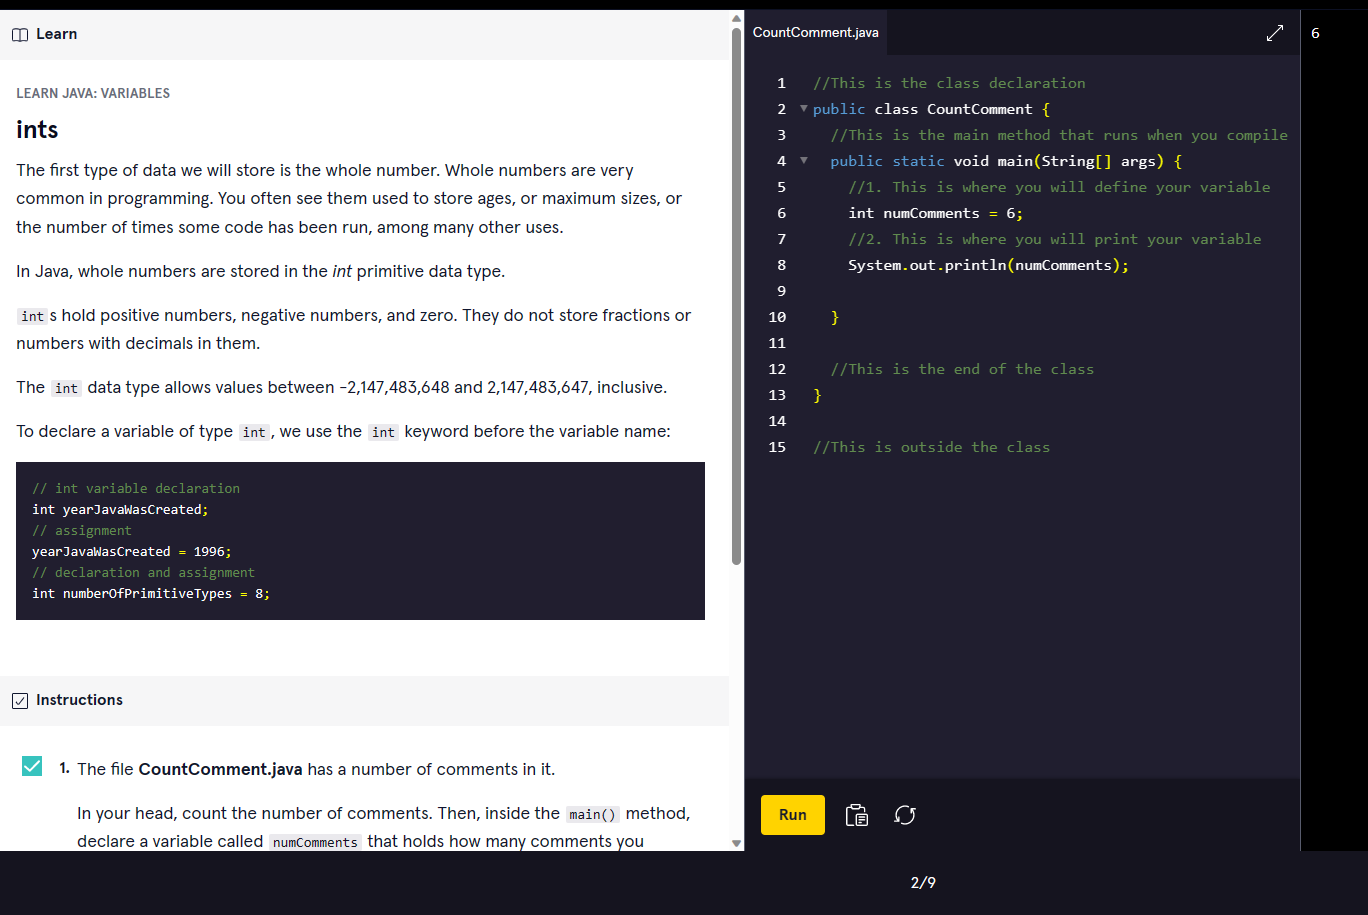 Learn
LEARN JAVA: VARIABLES
ints
The first type of data we will store is the whole number. Whole numbers are very
common in programming. You often see them used to store ages, or maximum sizes, or
the number of times some code has been run, among many other uses.
In Java, whole numbers are stored in the int primitive data type.
int s hold positive numbers, negative numbers, and zero. They do not store fractions or
numbers with decimals in them.
The int data type allows values between -2,147,483,648 and 2,147,483,647, inclusive.
To declare a variable of type int, we use the int keyword before the variable name:
// int variable declaration
int yearJavaWasCreated;
// assignment
yearJavaWasCreated = 1996;
// declaration and assignment
int numberOfPrimitiveTypes = 8;
Instructions
1. The file CountComment.java has a number of comments in it.
In your head, count the number of comments. Then, inside the main() method,
declare a variable called numComments that holds how many comments you
CountComment.java
1 //This is the class declaration
2 public class CountComment {
3 //This is the main method that runs when you compile
4 public static void main(String[] args) {
5 //1. This is where you will define your variable
6 int numComments = 6;
7 //2. This is where you will print your variable
8 System.out.println(numComments);
9
10 }
11
12 //This is the end of the class
13 }
14
15 //This is outside the class
Run
6
2/9